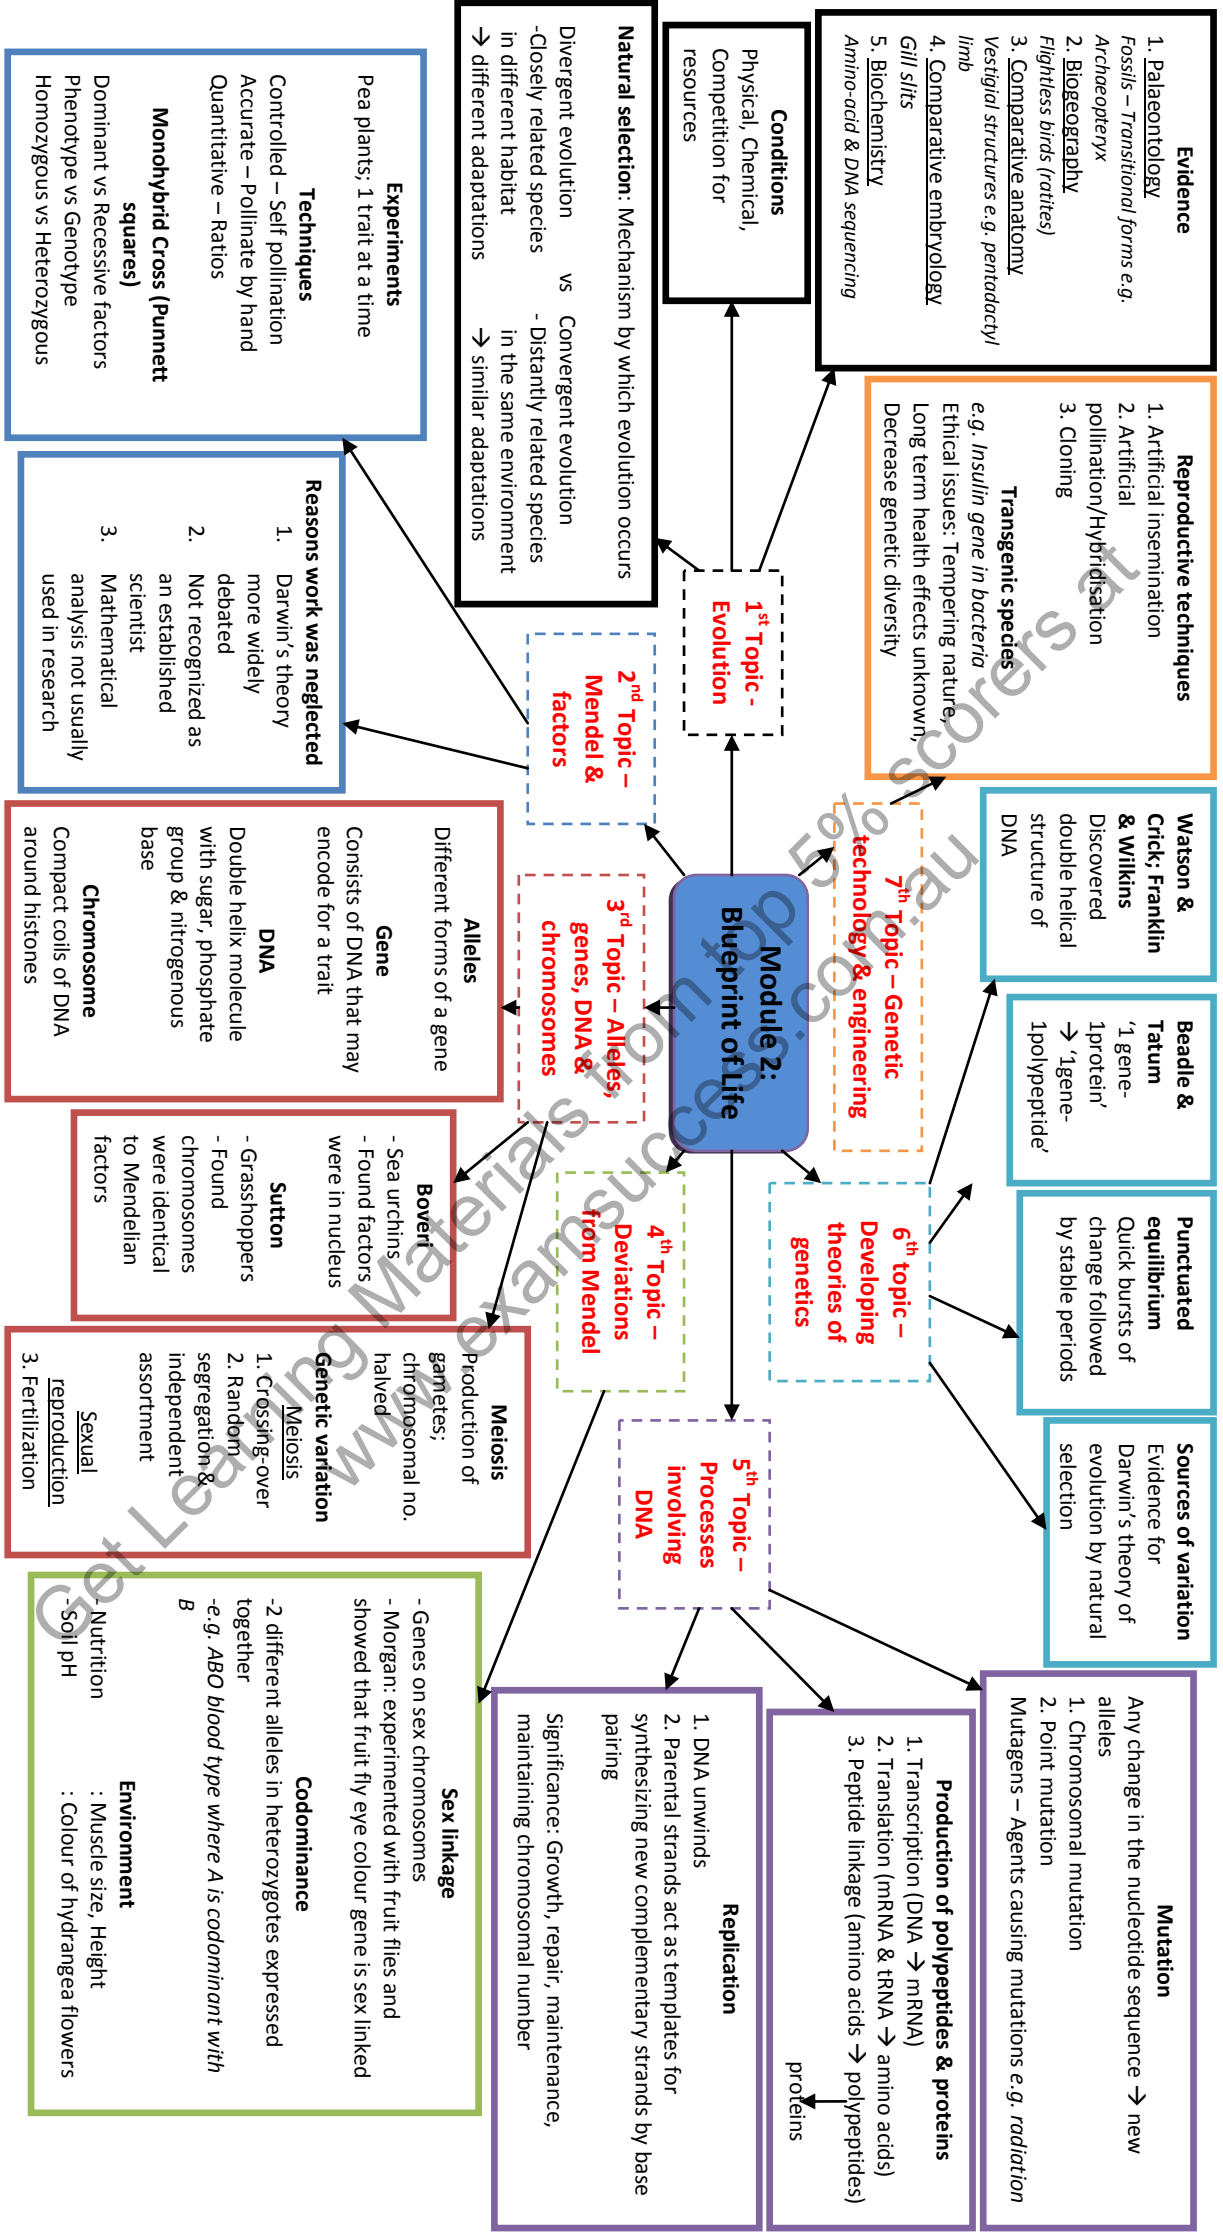 Evidence
1. Palaeontology
Fossils – Transitional forms e.g.
Archaeopteryx
2. Biogeography
Flightless birds (ratites)
3. Comparative anatomy
Vestigial structures e.g. pentadactyl
limb
4. Comparative embryology
Gill slits
5. Biochemistry
Amino-acid & DNA sequencing
Reproductive techniques
1. Artificial insemination
2. Artificial
pollination/Hybridisation
3. Cloning
Transgenic species
e.g. Insulin gene in bacteria
Ethical issues: Tempering nature,
Long term health effects unknown,
Decrease genetic diversity
Watson &
Crick; Franklin
& Wilkins
Discovered
double helical
structure of
DNA
Beadle &
Tatum
‘1 gene-
1protein’
→ ‘1gene-
1polypeptide’
Punctuated
equilibrium
Quick bursts of
change followed
by stable periods
Sources of variation
Evidence for
Darwin’s theory of
evolution by natural
selection
Mutation
Any change in the nucleotide sequence → new
alleles
1. Chromosomal mutation
2. Point mutation
Mutagens – Agents causing mutations e.g. radiation
Conditions
Physical, Chemical,
Competition for
resources
1st Topic -
Evolution
7th Topic – Genetic
technology & engineering
Module 2:
Blueprint of Life
6th topic –
Developing
theories of
genetics
5th Topic –
Processes
involving
DNA
Production of polypeptides & proteins
1. Transcription (DNA → mRNA)
2. Translation (mRNA & tRNA → amino acids)
3. Peptide linkage (amino acids → polypeptides)
proteins
Natural selection: Mechanism by which evolution occurs
Divergent evolution vs Convergent evolution
-Closely related species - Distantly related species
in different habitat in the same environment
→ different adaptations → similar adaptations
2nd Topic –
Mendel &
factors
3rd Topic – Alleles,
genes, DNA &
chromosomes
4th Topic –
Deviations
from Mendel
Replication
1. DNA unwinds
2. Parental strands act as templates for
synthesizing new complementary strands by base
pairing
Significance: Growth, repair, maintenance,
maintaining chromosomal number
Experiments
Pea plants; 1 trait at a time
Techniques
Controlled – Self pollination
Accurate – Pollinate by hand
Quantitative – Ratios
Monohybrid Cross (Punnett
squares)
Dominant vs Recessive factors
Phenotype vs Genotype
Homozygous vs Heterozygous
Reasons work was neglected
1. Darwin’s theory
more widely
debated
2. Not recognized as
an established
scientist
3. Mathematical
analysis not usually
used in research
Alleles
Different forms of a gene
Gene
Consists of DNA that may
encode for a trait
DNA
Double helix molecule
with sugar, phosphate
group & nitrogenous
base
Chromosome
Compact coils of DNA
around histones
Boveri
- Sea urchins
- Found factors
were in nucleus
Sutton
- Grasshoppers
- Found
chromosomes
were identical
to Mendelian
factors
Meiosis
Production of
gametes;
chromosomal no.
halved
Genetic variation
Meiosis
1. Crossing-over
2. Random
segregation &
independent
assortment
Sexual
reproduction
3. Fertilization
Sex linkage
- Genes on sex chromosomes
- Morgan: experimented with fruit flies and
showed that fruit fly eye colour gene is sex linked
Codominance
-2 different alleles in heterozygotes expressed
together
-e.g. ABO blood type where A is codominant with
B
Environment
- Nutrition : Muscle size, Height
- Soil pH : Colour of hydrangea flowers
Get Learning Materials from top 5% scorers at
www.examsuccess.com.au